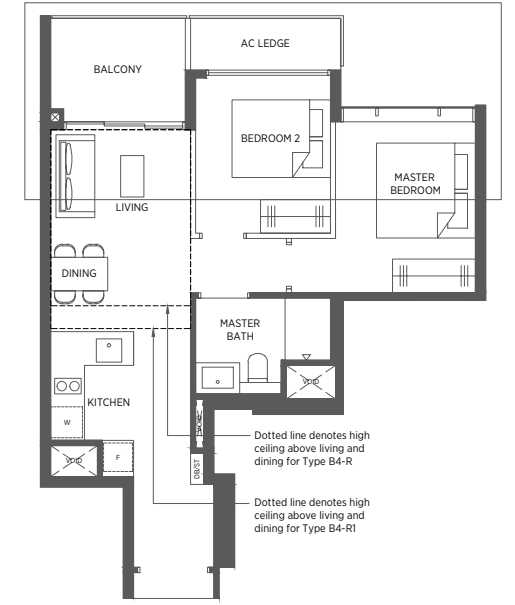 AC LEDGE
BALCONY
BEDROOM 2
MASTER
BEDROOM
LIVING
DINING
MASTER
BATH
VOID
KITCHEN
W
VOID
F
DB/ST
Dotted line denotes high
ceiling above living and
dining for Type B4-R
Dotted line denotes high
ceiling above living and
dining for Type B4-R1